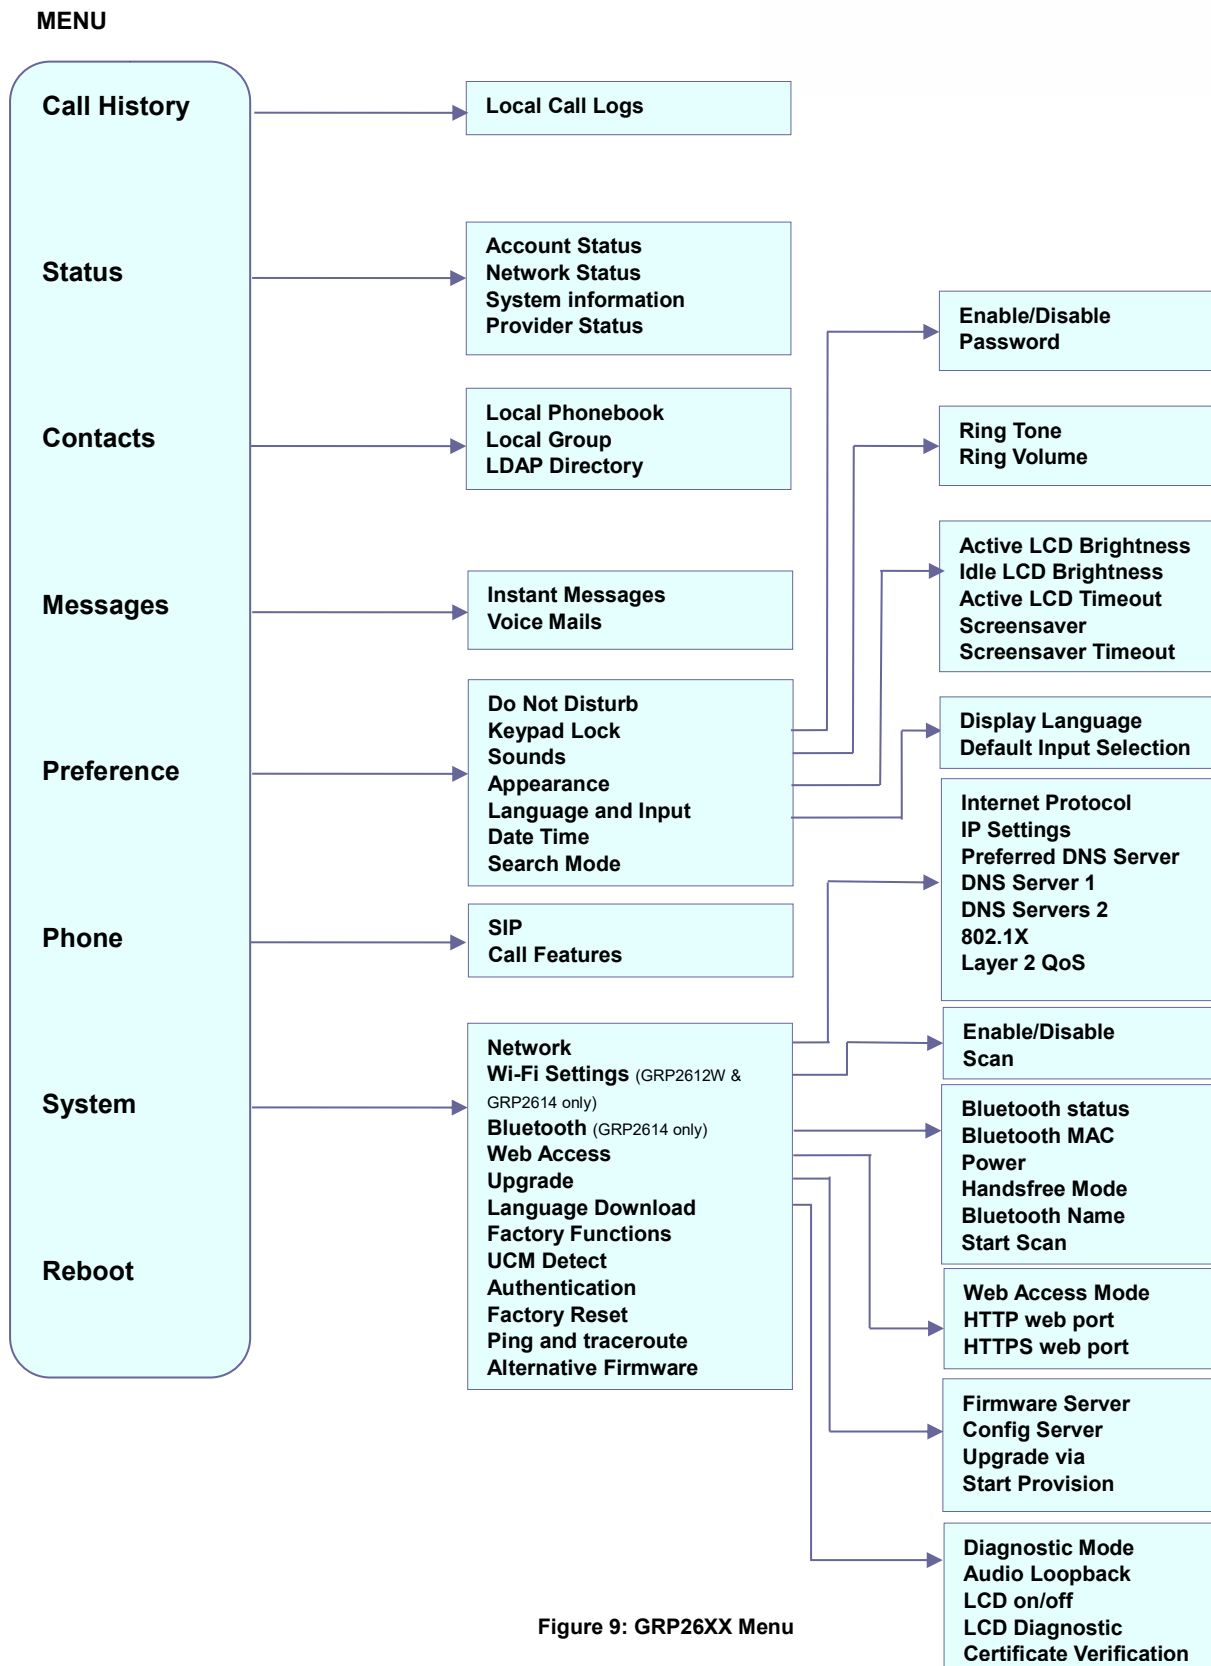 MENU
Call History
Local Call Logs
Status
Account Status
Network Status
System information
Provider Status
Enable/Disable
Password
Contacts
Local Phonebook
Local Group
LDAP Directory
Ring Tone
Ring Volume
Active LCD Brightness
Idle LCD Brightness
Active LCD Timeout
Screensaver
Screensaver Timeout
Messages
Instant Messages
Voice Mails
Preference
Do Not Disturb
Keypad Lock
Sounds
Appearance
Language and Input
Date Time
Search Mode
Display Language
Default Input Selection
Internet Protocol
IP Settings
Preferred DNS Server
DNS Server 1
DNS Servers 2
802.1X
Layer 2 QoS
Phone
SIP
Call Features
System
Network
Wi-Fi Settings (GRP2612W &
GRP2614 only)
Bluetooth (GRP2614 only)
Web Access
Upgrade
Language Download
Factory Functions
UCM Detect
Authentication
Factory Reset
Ping and traceroute
Alternative Firmware
Enable/Disable
Scan
Bluetooth status
Bluetooth MAC
Power
Handsfree Mode
Bluetooth Name
Start Scan
Reboot
Web Access Mode
HTTP web port
HTTPS web port
Firmware Server
Config Server
Upgrade via
Start Provision
Diagnostic Mode
Audio Loopback
LCD on/off
LCD Diagnostic
Certificate Verification
Figure 9: GRP26XX Menu